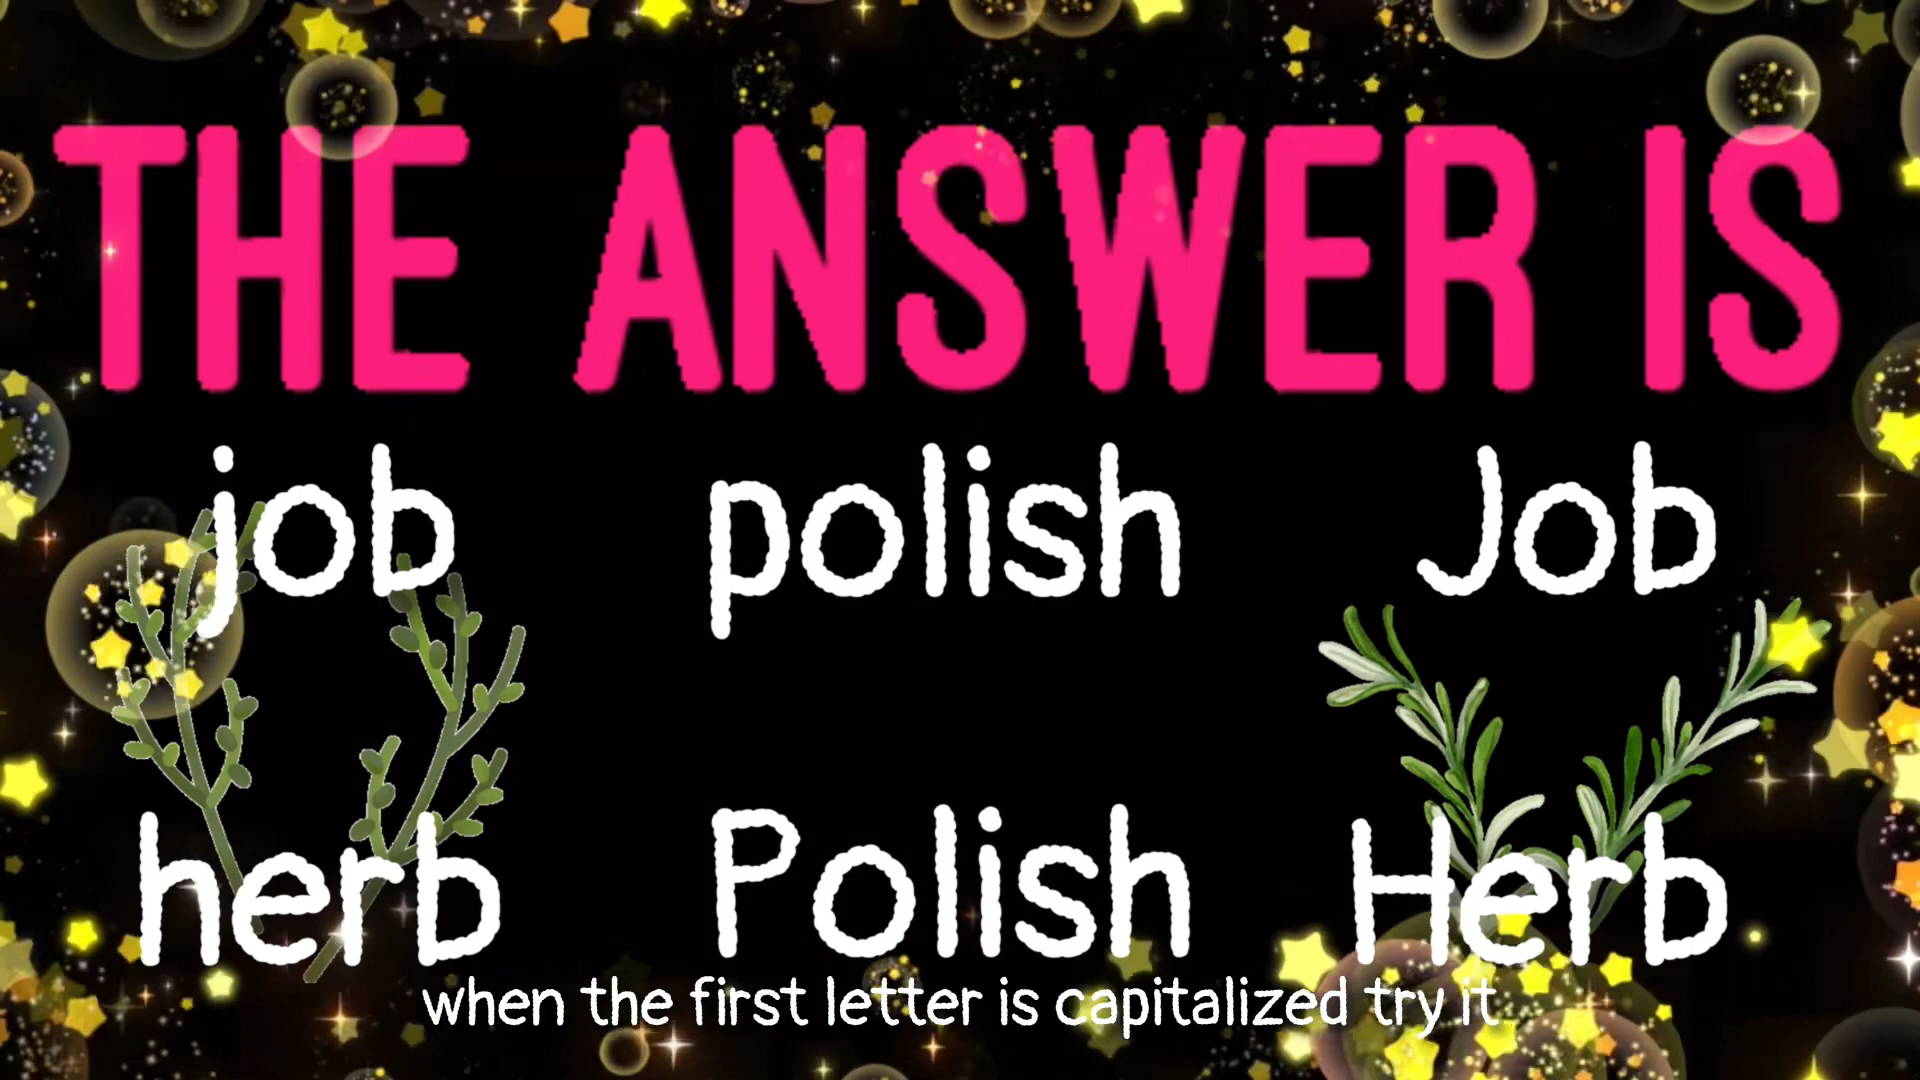 THE ANSWER IS
job polish Job
herb Polish Herb
when the first letter is capitalized try it